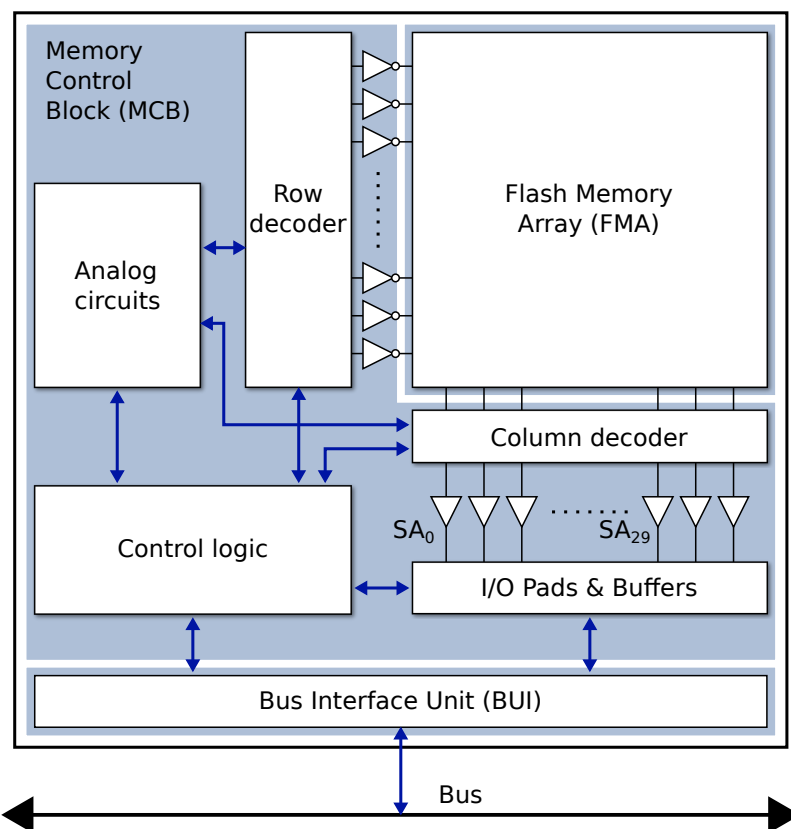 Memory
Control
Block (MCB)
Row
decoder
Flash Memory
Array (FMA)
Analog
circuits
Column decoder
SA0
SA29
Control logic
I/O Pads & Buffers
Bus Interface Unit (BUI)
Bus